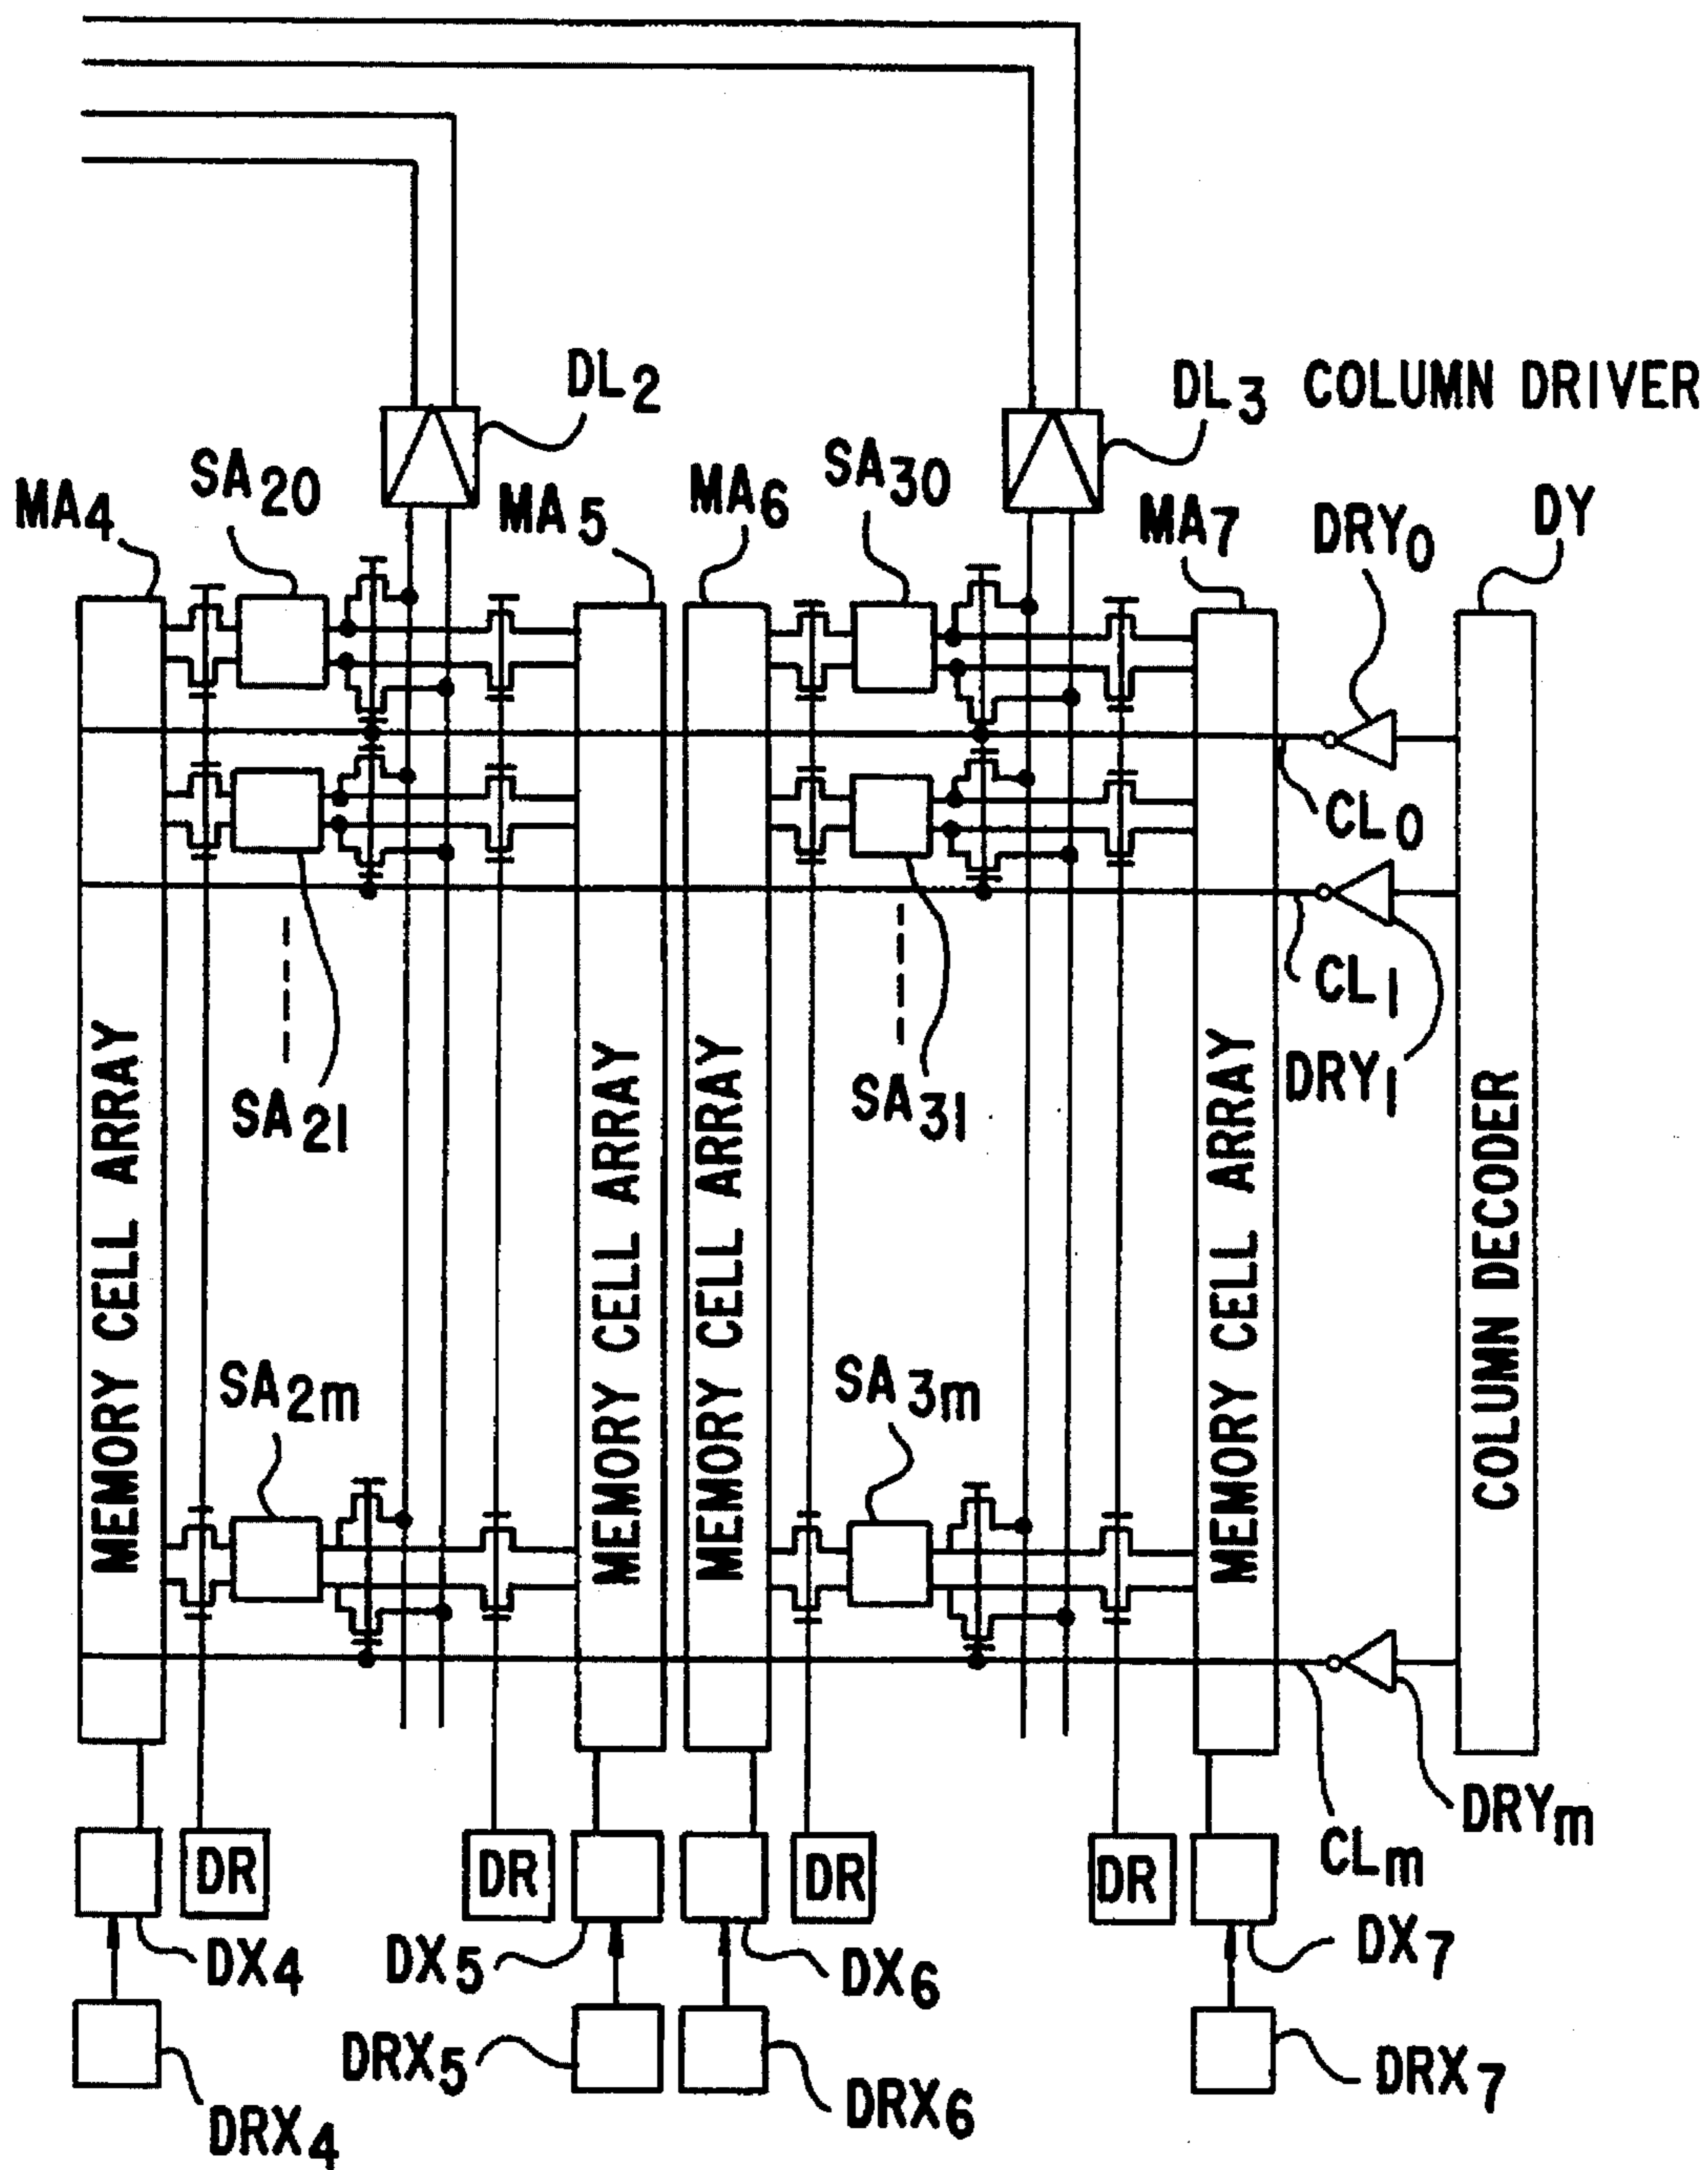 DL2
DL3 COLUMN DRIVER
MA4
SA20
MA5
MA6
SA30
MA7
DRY0
DY
CL0
CL1
DRY1
SA21
SA31
MEMORY CELL ARRAY
MEMORY CELL ARRAY
MEMORY CELL ARRAY
MEMORY CELL ARRAY
COLUMN DECODER
SA2m
SA3m
DRYm
CLm
DR
DR
DR
DR
DX4
DX5
DX6
DX7
DRX4
DRX5
DRX6
DRX7